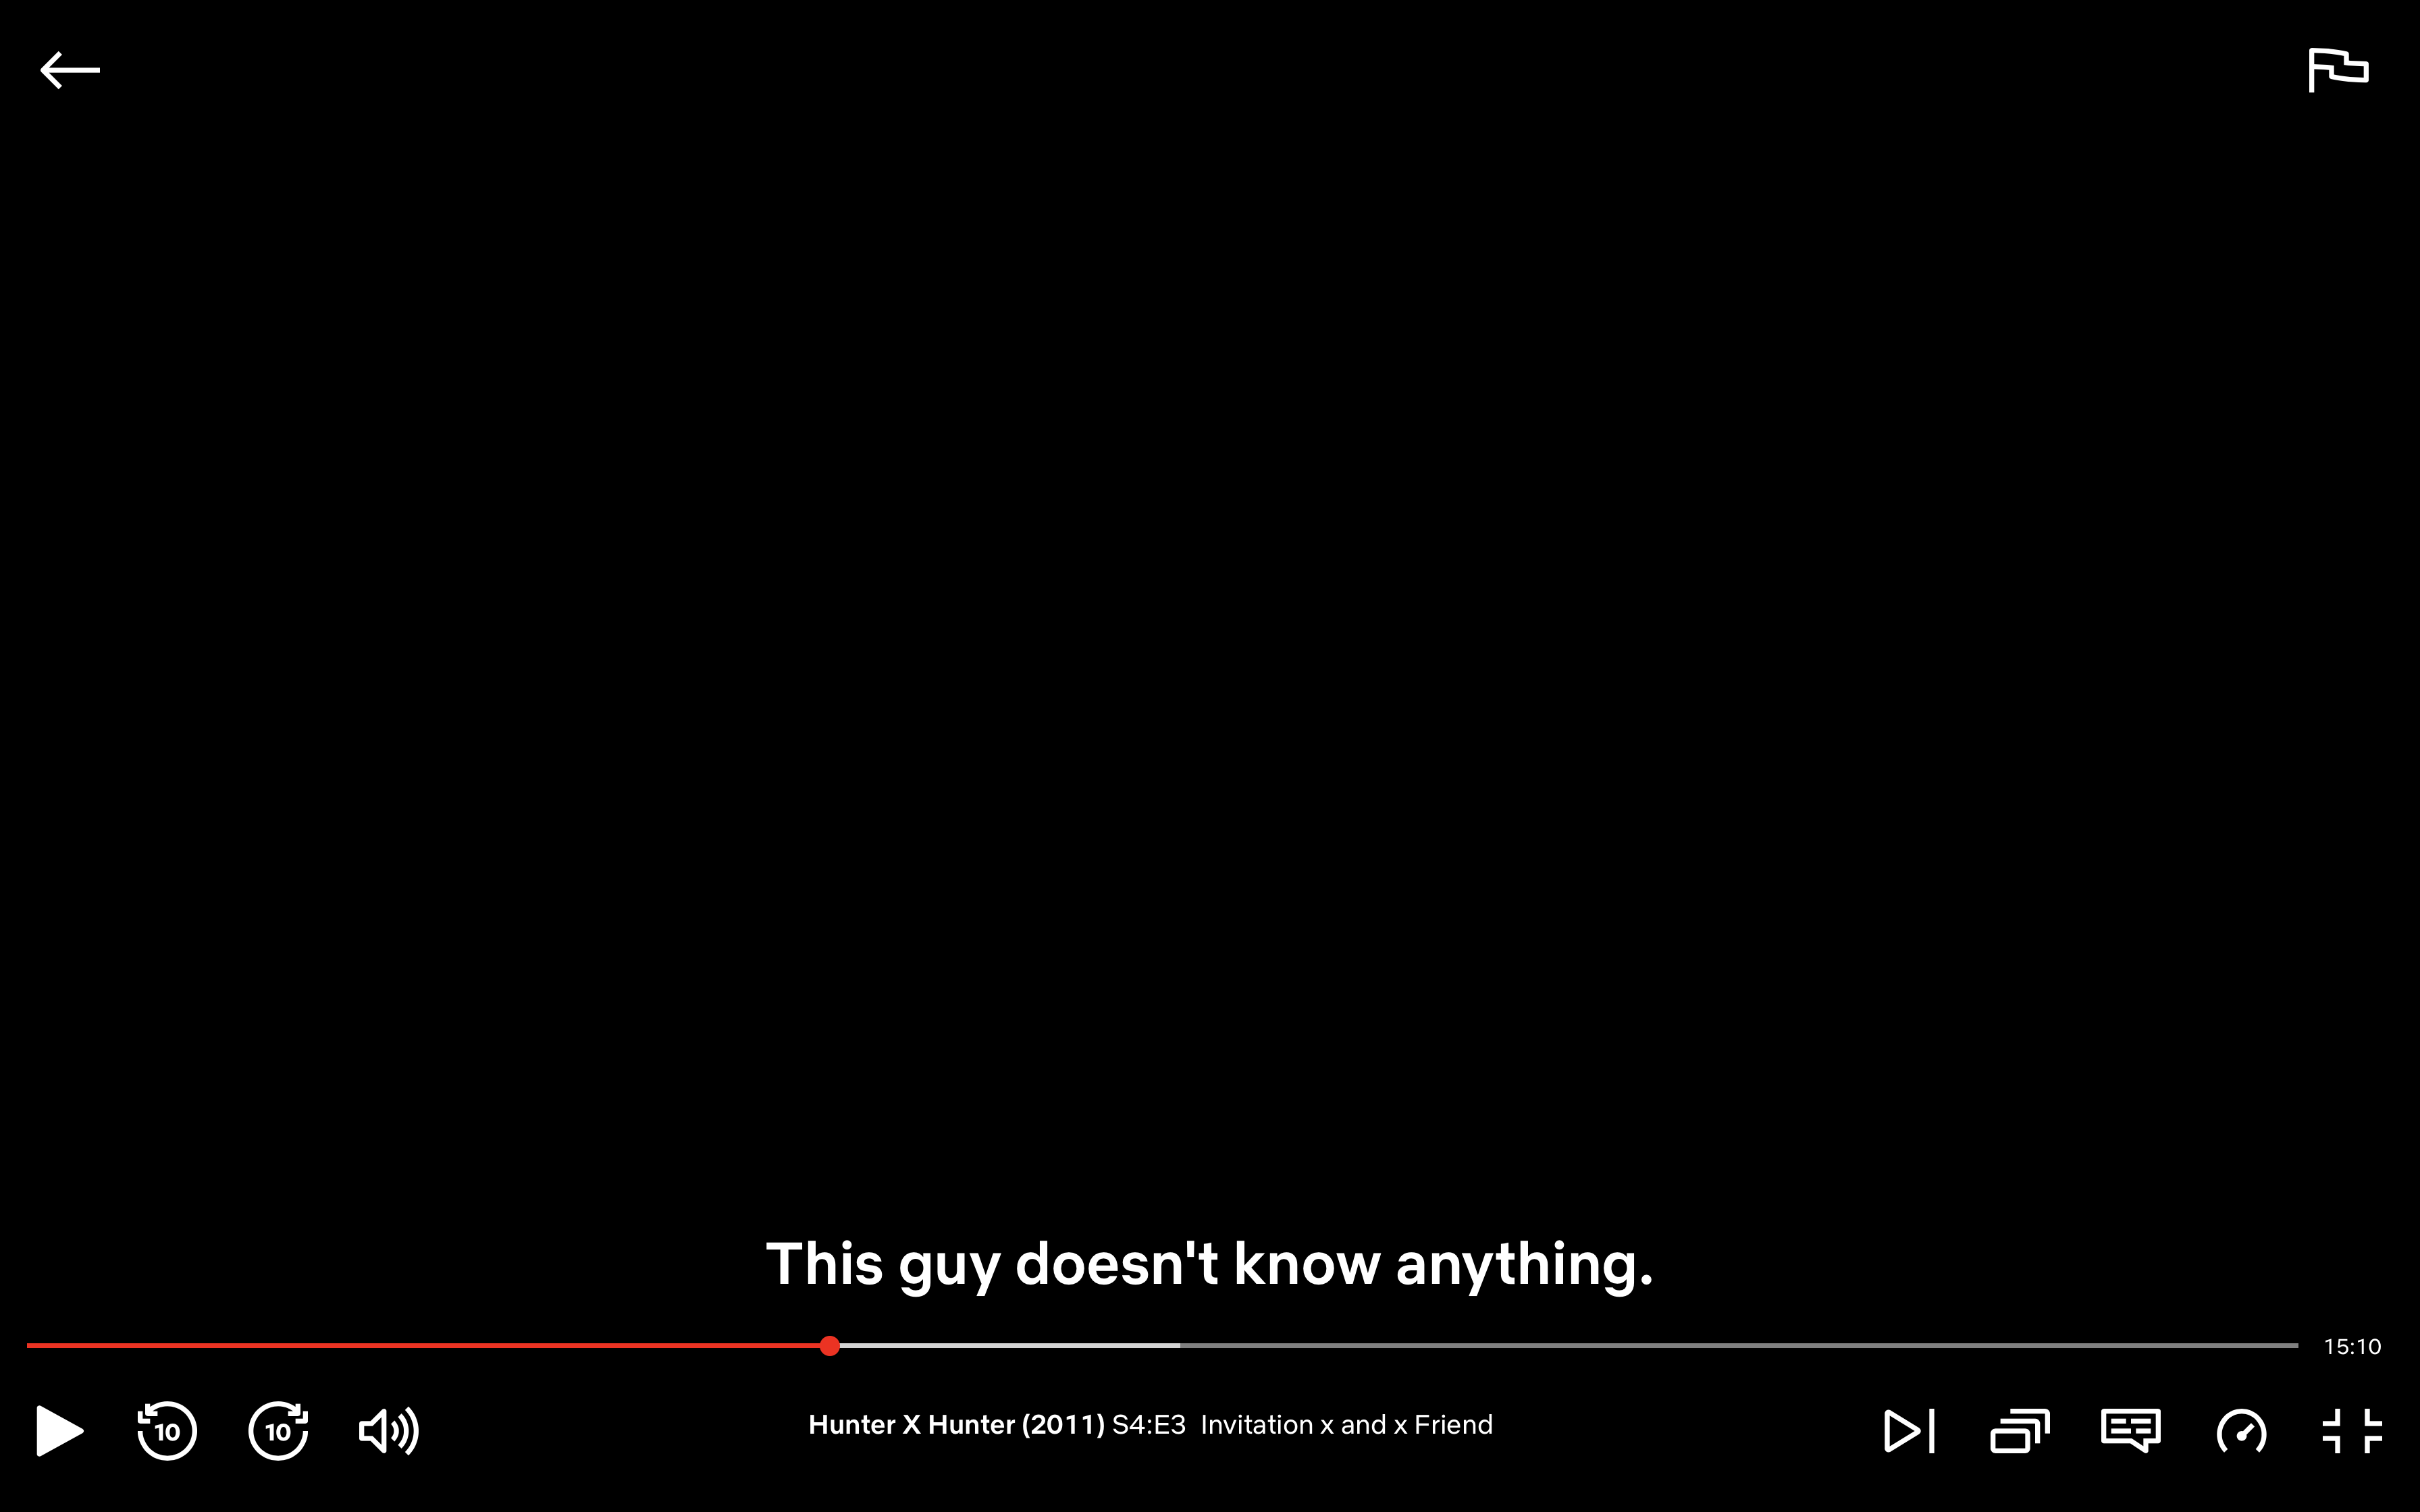 This guy doesn't know anything.
15:10
10
10
Hunter X Hunter (2011) S4:E3 Invitation x and x Friend